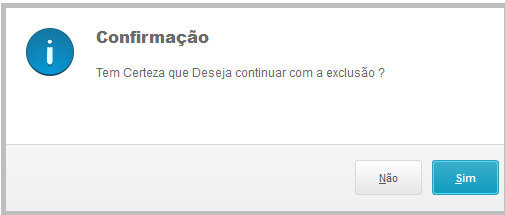 Confirmação
Tem Certeza que Deseja continuar com a exclusão ?
Não
Sim